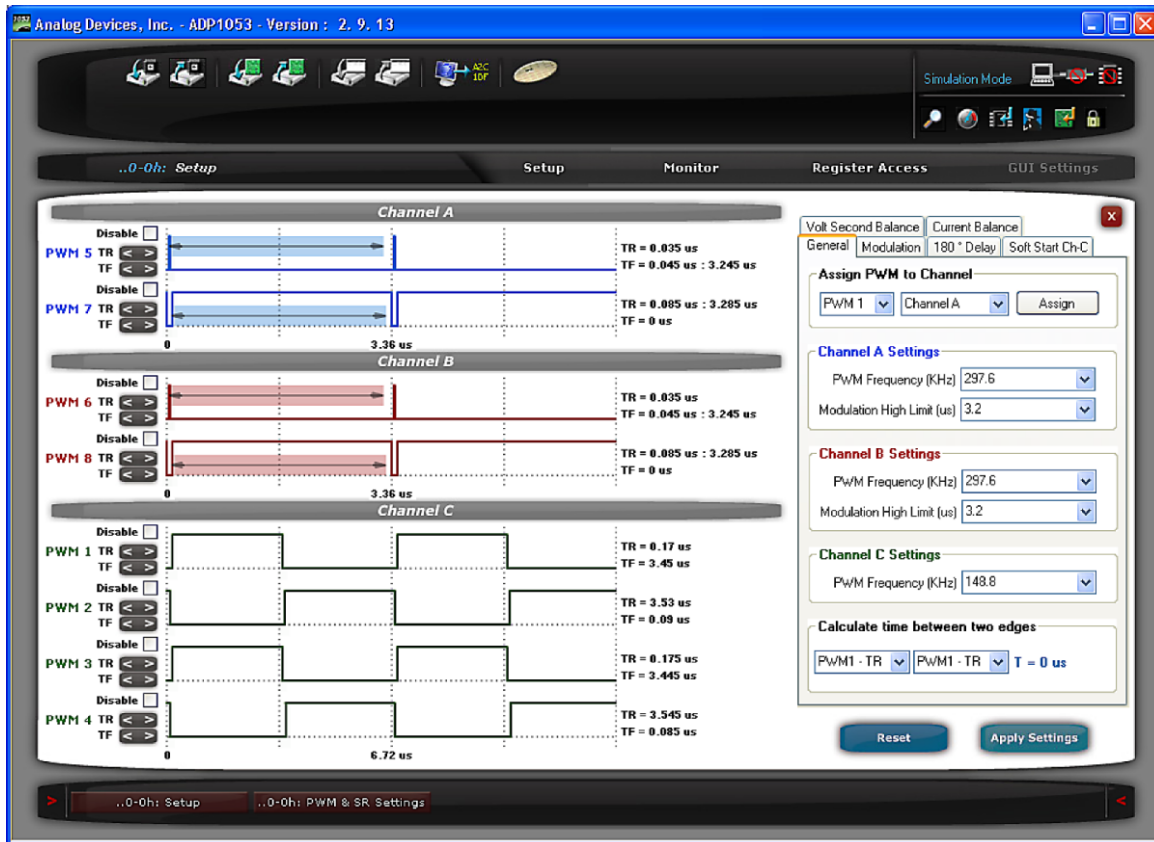 Analog Devices, Inc. - ADP1053 - Version : 2. 9. 13
A2C
1DF
Simulation Mode
..0-0h: Setup
Setup
Monitor
Register Access
GUI Settings
Channel A
Disable
PWM 5 TR < >
TF < >
TR = 0.035 us
TF = 0.045 us : 3.245 us
Disable
PWM 7 TR < >
TF < >
TR = 0.085 us : 3.285 us
TF = 0 us
0 3.36 us
Channel B
Disable
PWM 6 TR < >
TF < >
TR = 0.035 us
TF = 0.045 us : 3.245 us
Disable
PWM 8 TR < >
TF < >
TR = 0.085 us : 3.285 us
TF = 0 us
0 3.36 us
Channel C
Disable
PWM 1 TR < >
TF < >
TR = 0.17 us
TF = 3.45 us
Disable
PWM 2 TR < >
TF < >
TR = 3.53 us
TF = 0.09 us
Disable
PWM 3 TR < >
TF < >
TR = 0.175 us
TF = 3.445 us
Disable
PWM 4 TR < >
TF < >
TR = 3.545 us
TF = 0.085 us
0 6.72 us
Volt Second Balance Current Balance
General Modulation 180 ° Delay Soft Start Ch-C
Assign PWM to Channel
PWM 1 Channel A Assign
Channel A Settings
PWM Frequency (KHz) 297.6
Modulation High Limit (us) 3.2
Channel B Settings
PWM Frequency (KHz) 297.6
Modulation High Limit (us) 3.2
Channel C Settings
PWM Frequency (KHz) 148.8
Calculate time between two edges
PWM1 - TR PWM1 - TR T = 0 us
Reset Apply Settings
> ..0-0h: Setup ..0-0h: PWM & SR Settings <